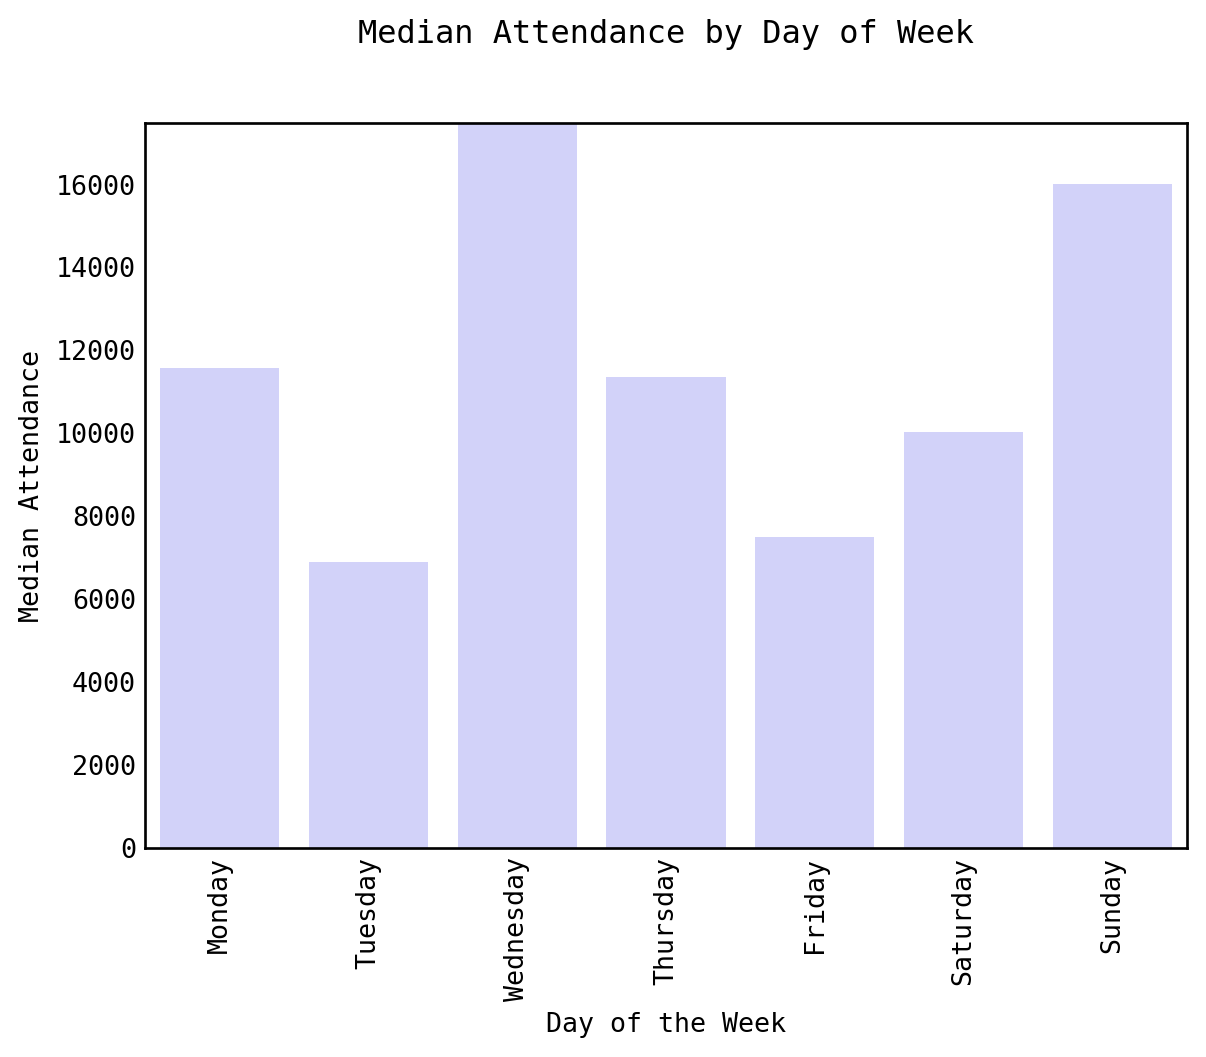 Median Attendance by Day of Week
Median Attendance
16000
14000
12000
10000
8000
6000
4000
2000
0
Monday
Tuesday
Wednesday
Thursday
Friday
Saturday
Sunday
Day of the Week